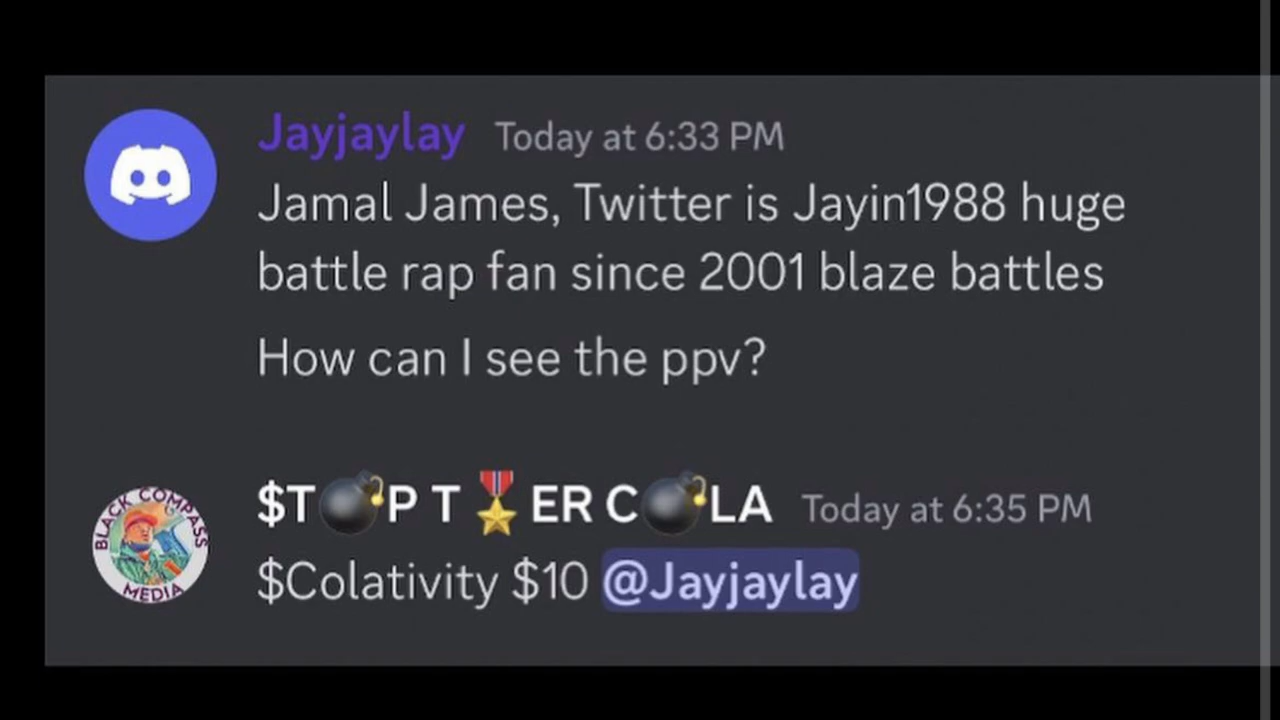 Jayjaylay Today at 6:33 PM
Jamal James, Twitter is Jayin1988 huge
battle rap fan since 2001 blaze battles
How can I see the ppv?
BLACK COMPASS
MEDIA
$T💣P T🎖ER C💣LA Today at 6:35 PM
$Colativity $10 @Jayjaylay